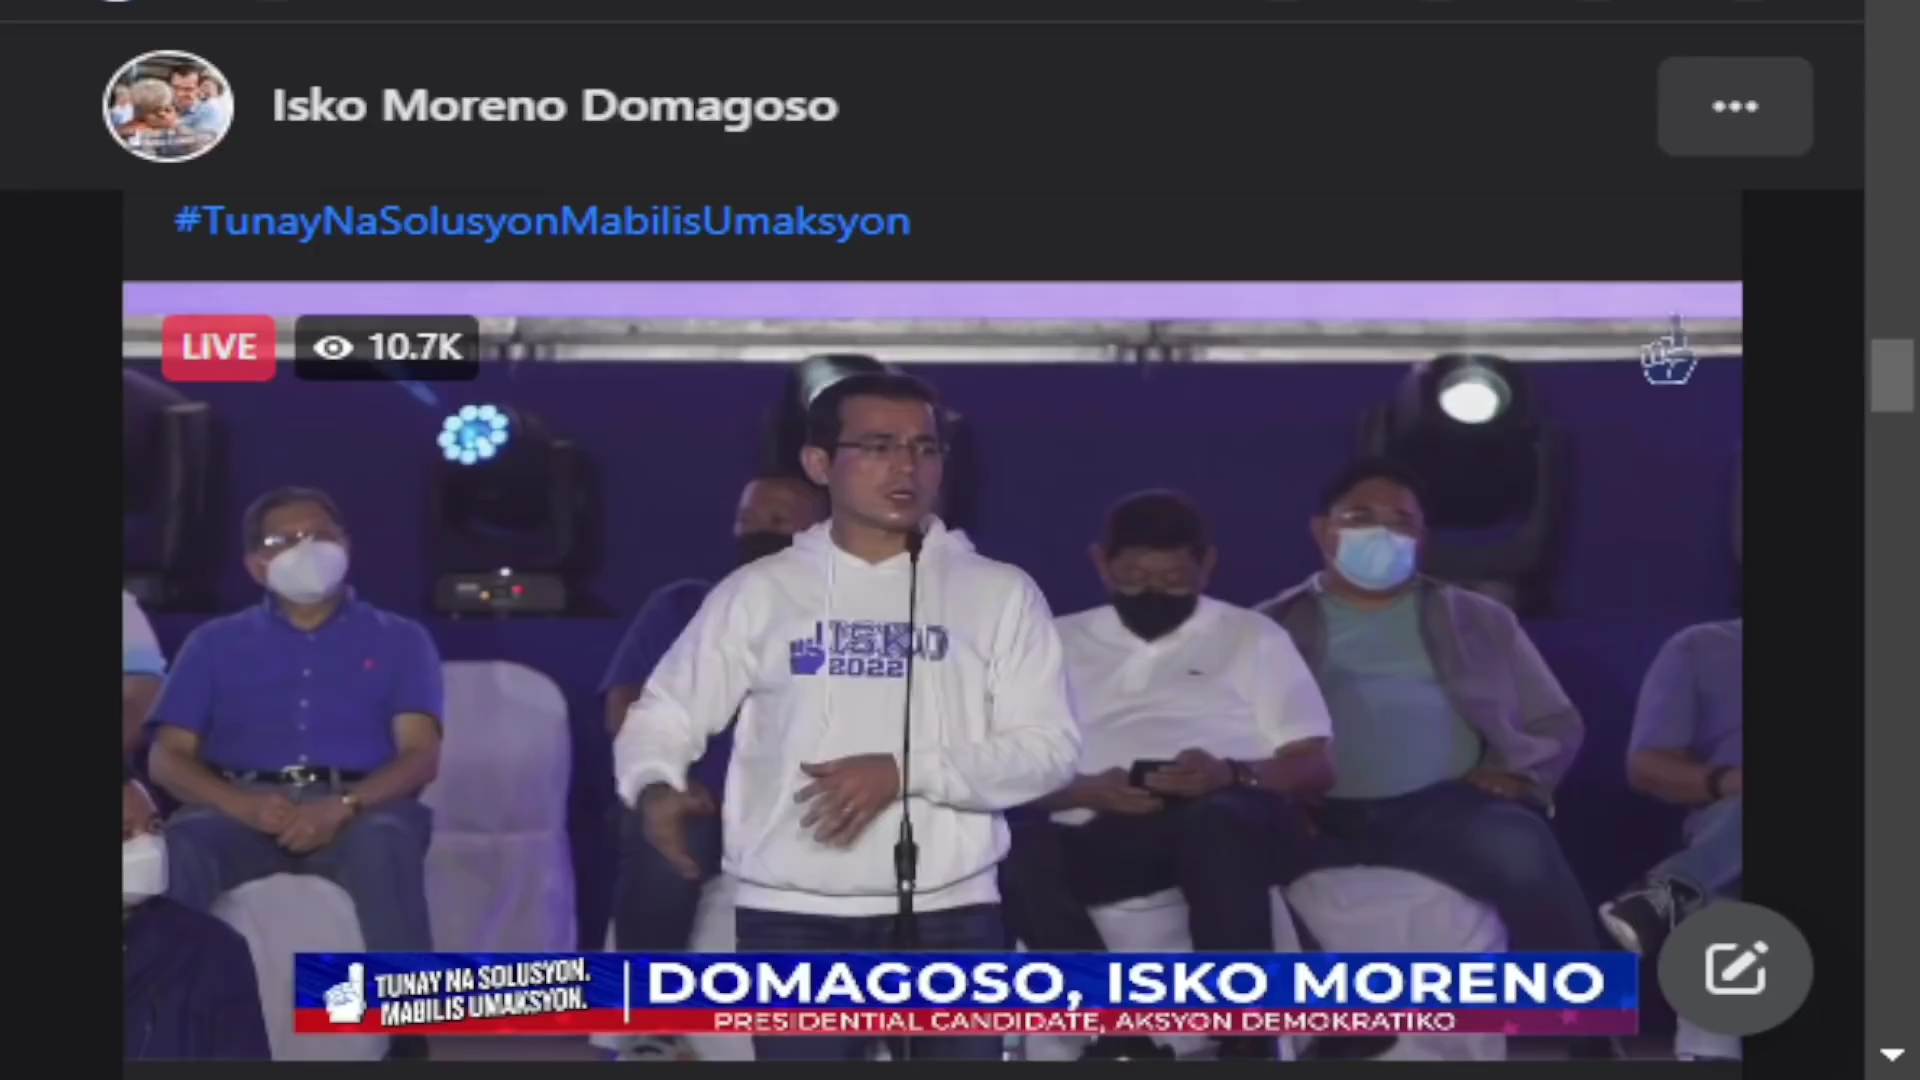 Isko Moreno Domagoso
#TunayNaSolusyonMabilisUmaksyon
LIVE
10.7K
ISKO
2022
TUNAY NA SOLUSYON.
MABILIS UMAKSYON.
DOMAGOSO, ISKO MORENO
PRESIDENTIAL CANDIDATE, AKSYON DEMOKRATIKO